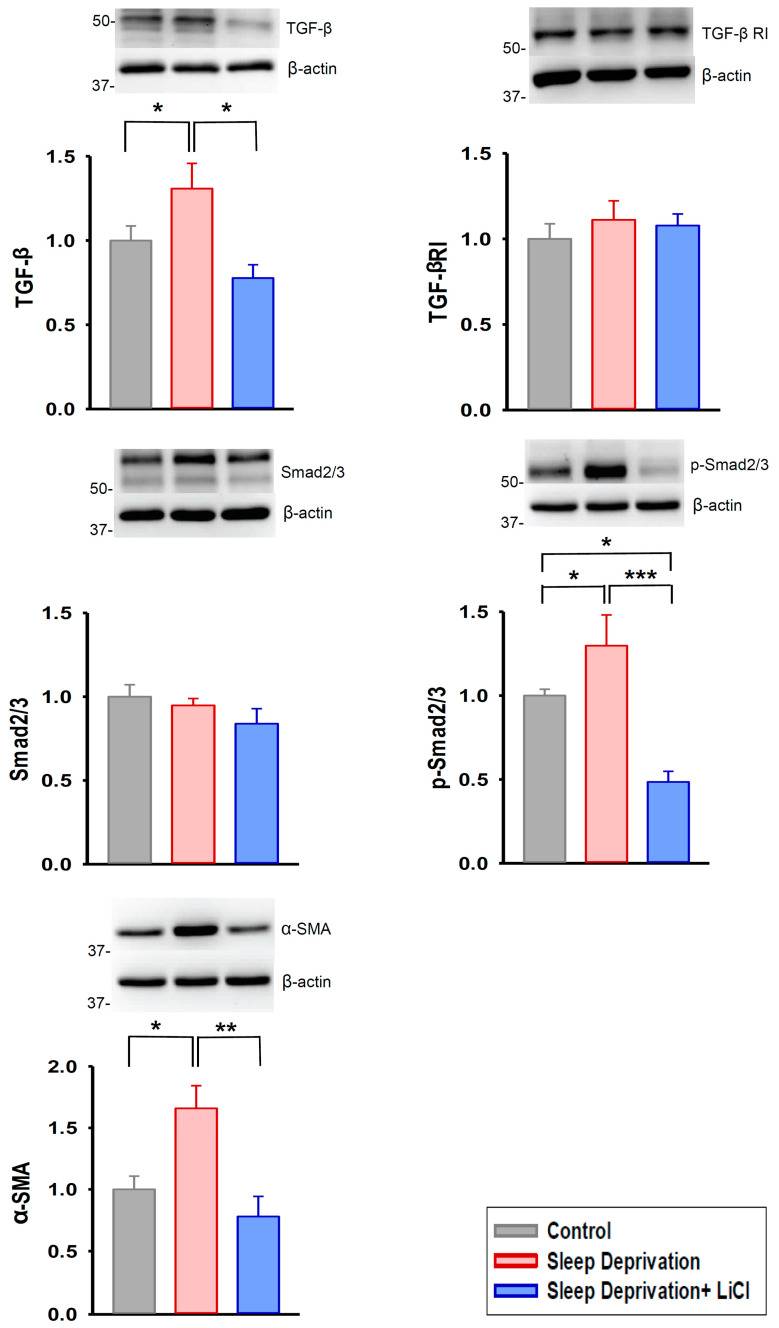 50-
TGF-β
β-actin
37-
* *
1.5
1.0
0.5
0.0
TGF-β
TGF-β RI
50-
β-actin
37-
1.5
1.0
0.5
0.0
TGF-βRI
Smad2/3
50-
β-actin
37-
1.5
1.0
0.5
0.0
Smad2/3
p-Smad2/3
50-
β-actin
37-
*
* ***
1.5
1.0
0.5
0.0
p-Smad2/3
α-SMA
37-
β-actin
37-
* **
2.0
1.5
1.0
0.5
0.0
α-SMA
Control
Sleep Deprivation
Sleep Deprivation+ LiCl